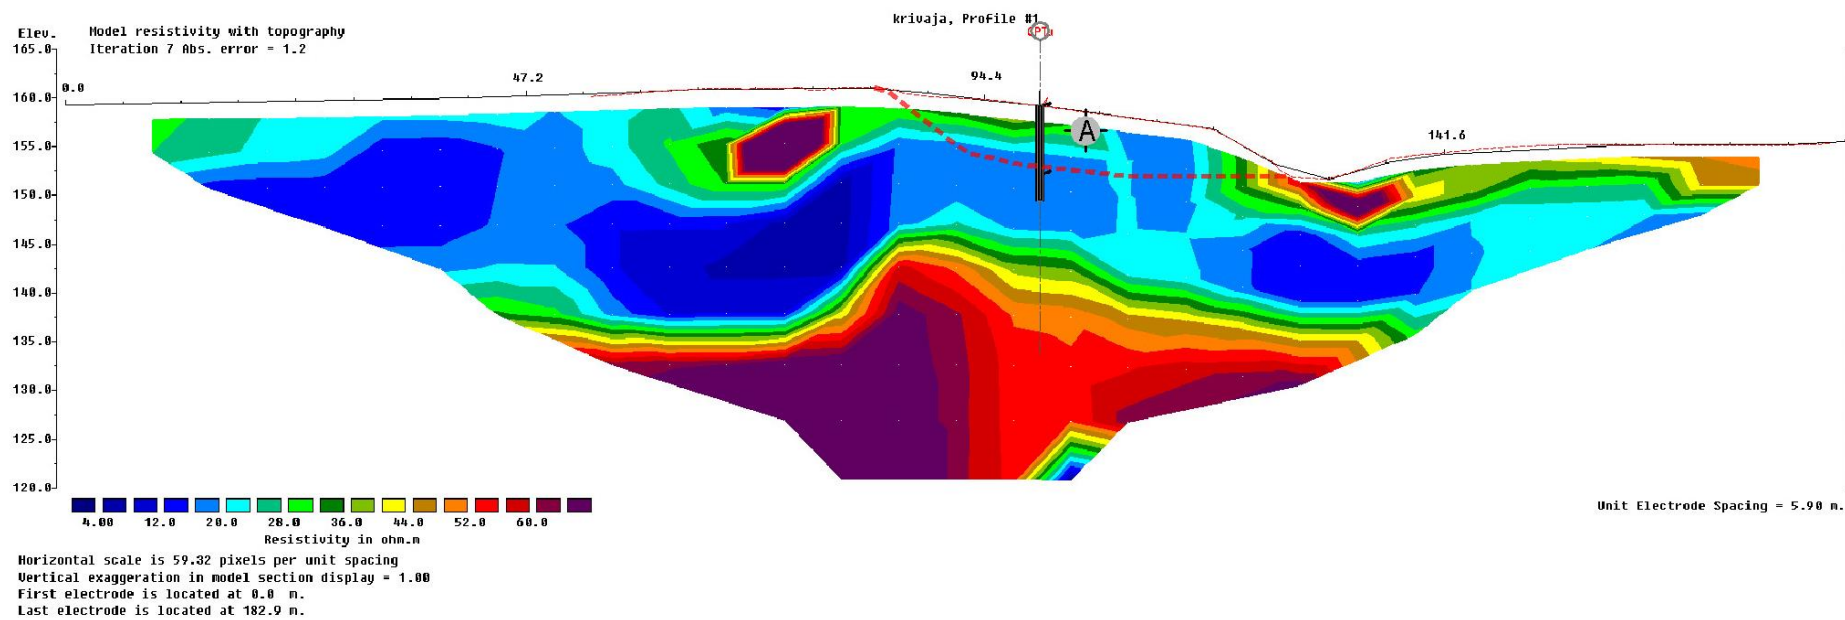 krivaja, Profile #1
Elev.
Model resistivity with topography
Iteration 7 Abs. error = 1.2
CPTu
165.0
0.0
47.2
94.4
160.0
A
141.6
155.0
150.0
145.0
140.0
135.0
130.0
125.0
120.0
4.00 12.0 20.0 28.0 36.0 44.0 52.0 60.0
Resistivity in ohm.m
Unit Electrode Spacing = 5.90 m.
Horizontal scale is 59.32 pixels per unit spacing
Vertical exaggeration in model section display = 1.00
First electrode is located at 0.0 m.
Last electrode is located at 182.9 m.